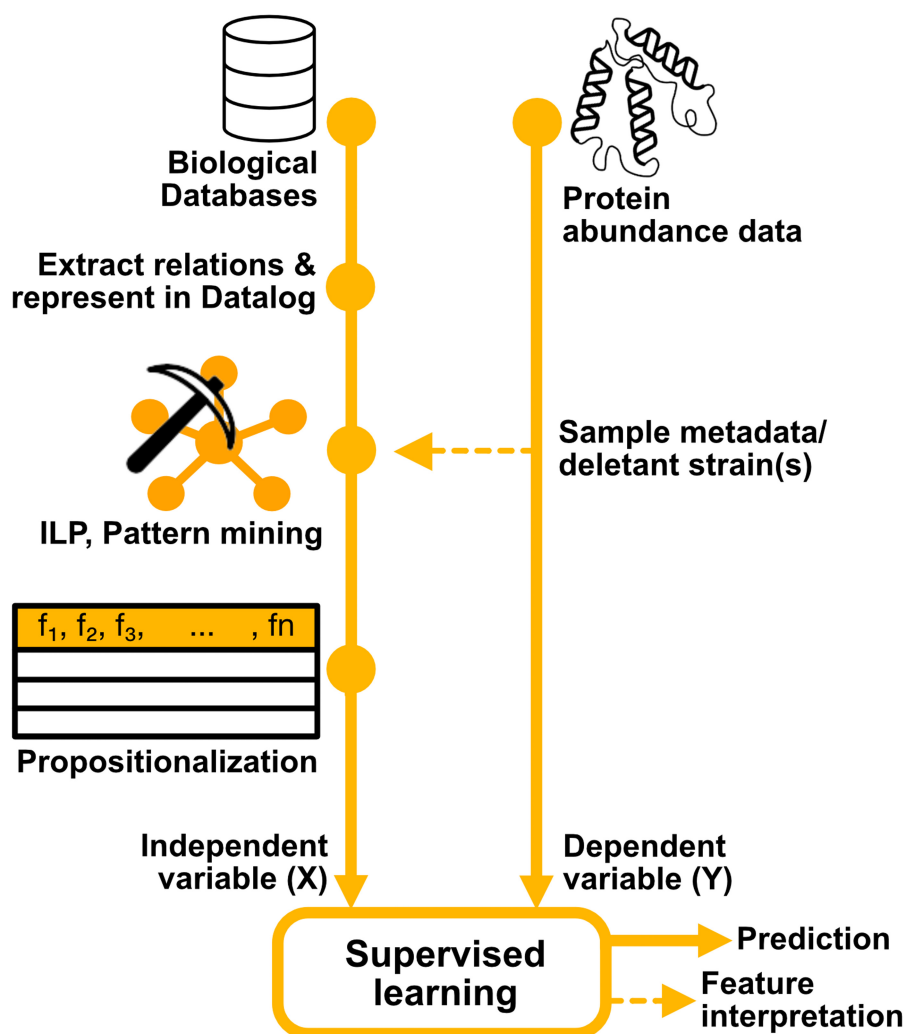 Biological
Databases
Protein
abundance data
Extract relations &
represent in Datalog
Sample metadata/
deletant strain(s)
ILP, Pattern mining
f₁, f₂, f₃, ... , fn
Propositionalization
Independent
variable (X)
Dependent
variable (Y)
Supervised
learning
Prediction
Feature
interpretation